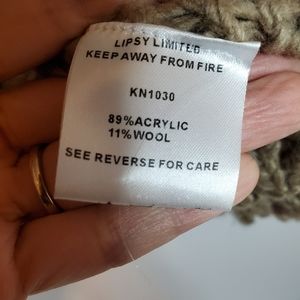 LIPSY LIMITED
KEEP AWAY FROM FIRE
KN1030
89%ACRYLIC
11%WOOL
SEE REVERSE FOR CARE